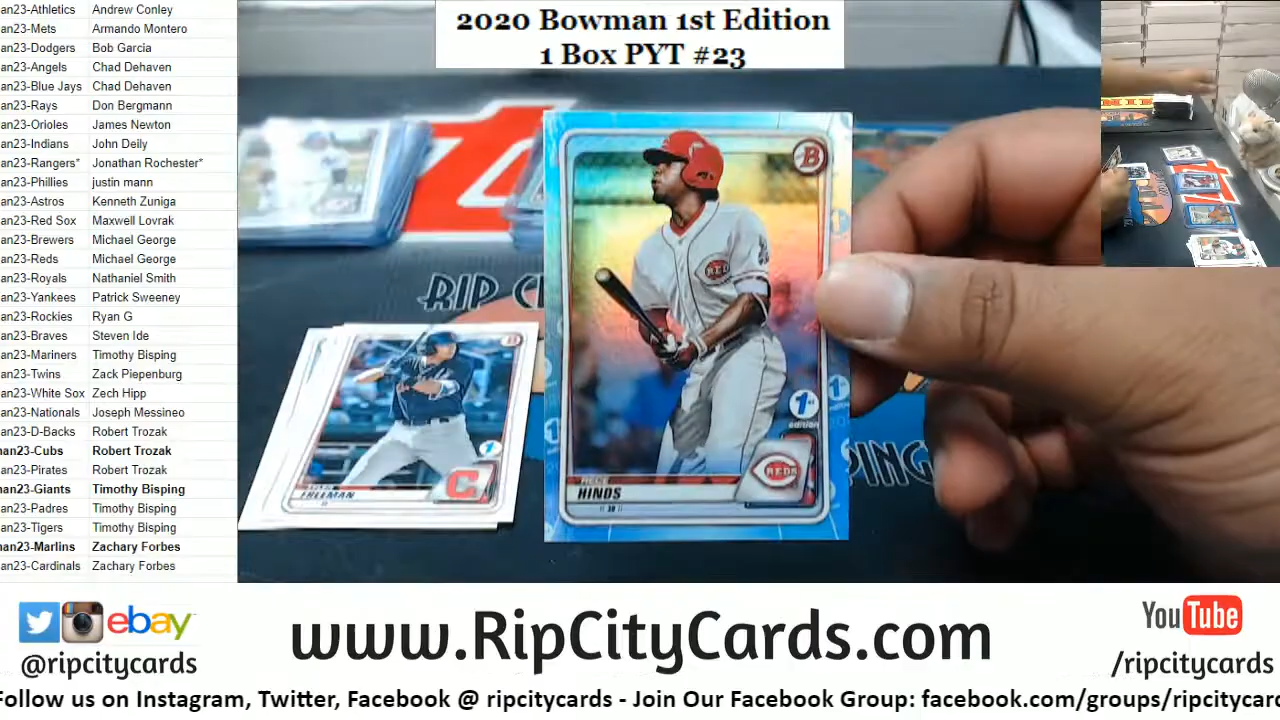 2020 Bowman 1st Edition
1 Box PYT #23
an23-Athletics Andrew Conley
an23-Mets Armando Montero
an23-Dodgers Bob Garcia
an23-Angels Chad Dehaven
an23-Blue Jays Chad Dehaven
an23-Rays Don Bergmann
an23-Orioles James Newton
an23-Indians John Deily
an23-Rangers* Jonathan Rochester*
an23-Phillies justin mann
an23-Astros Kenneth Zuniga
an23-Red Sox Maxwell Lovrak
an23-Brewers Michael George
an23-Reds Michael George
an23-Royals Nathaniel Smith
an23-Yankees Patrick Sweeney
an23-Rockies Ryan G
an23-Braves Steven Ide
an23-Mariners Timothy Bisping
an23-Twins Zack Piepenburg
an23-White Sox Zech Hipp
an23-Nationals Joseph Messineo
an23-D-Backs Robert Trozak
nan23-Cubs Robert Trozak
an23-Pirates Robert Trozak
nan23-Giants Timothy Bisping
an23-Padres Timothy Bisping
an23-Tigers Timothy Bisping
nan23-Marlins Zachary Forbes
an23-Cardinals Zachary Forbes
B
REDS
1st
edition
REDS
HINDS
RIP CI
PING
FREEMAN
C
ebay
@ripcitycards
www.RipCityCards.com
YouTube
/ripcitycards
Follow us on Instagram, Twitter, Facebook @ ripcitycards - Join Our Facebook Group: facebook.com/groups/ripcitycard